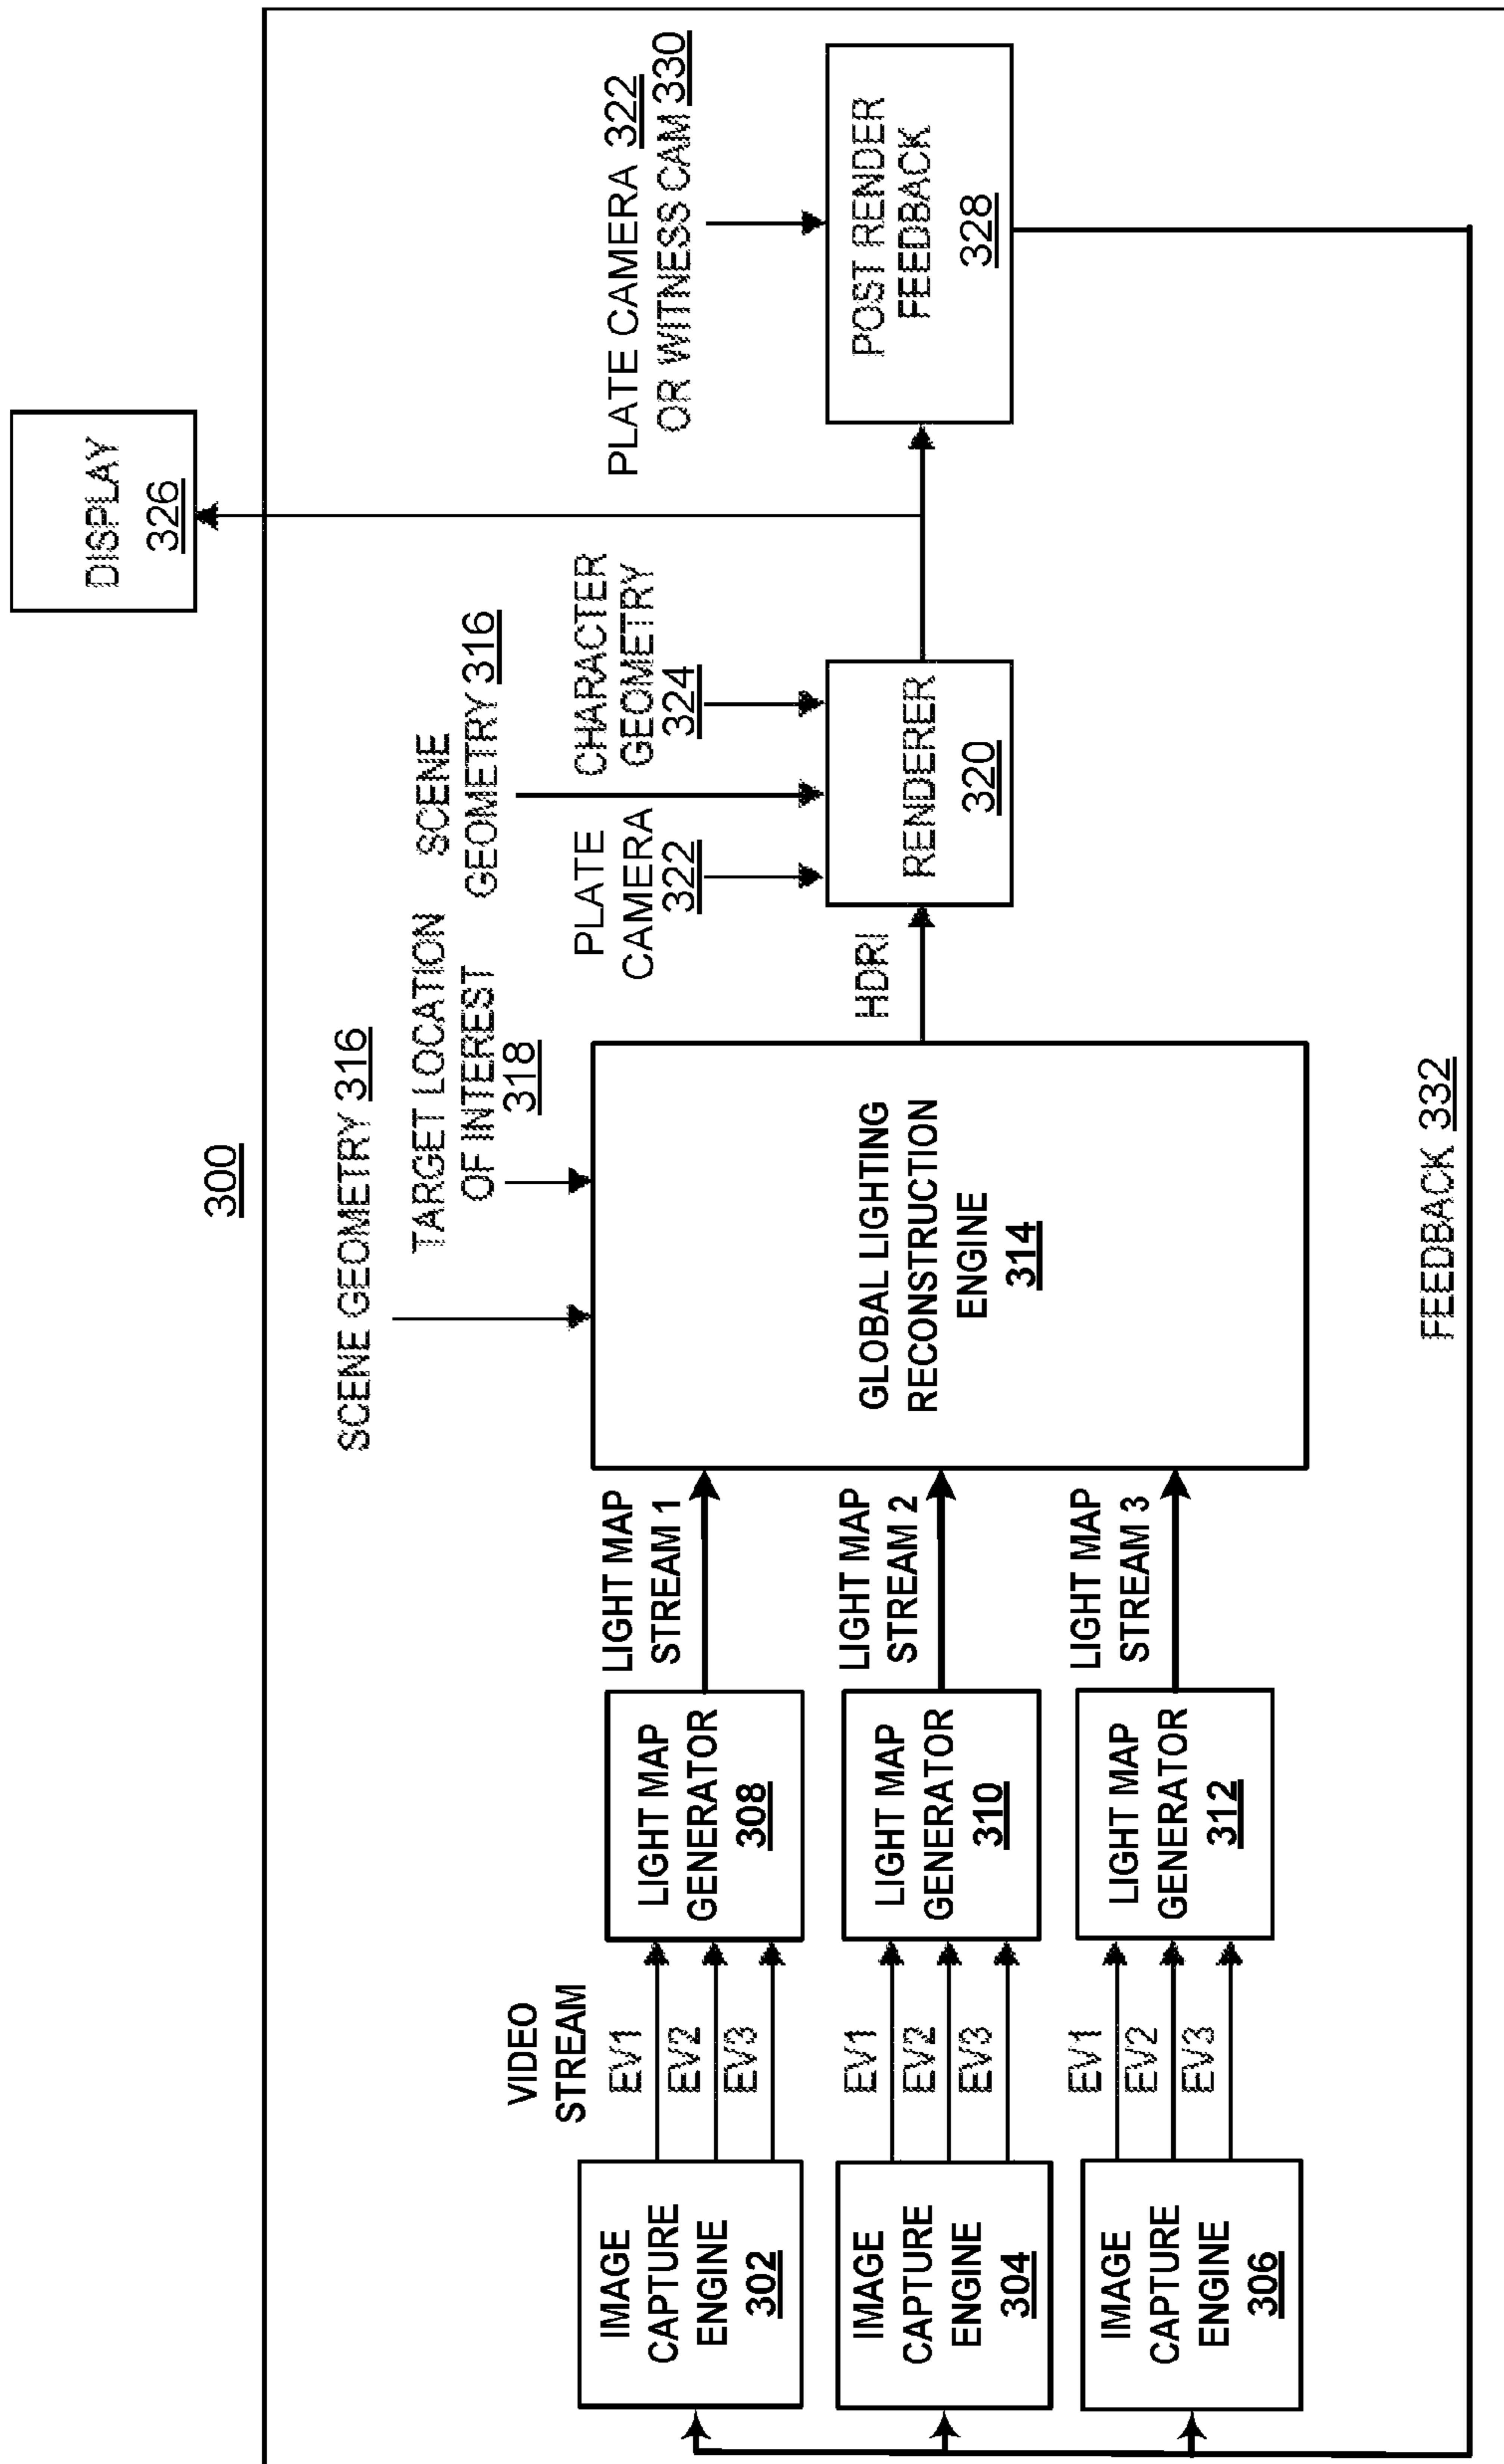 300
DISPLAY
326
SCENE GEOMETRY 316
TARGET LOCATION
OF INTEREST
318
SCENE
GEOMETRY 316
PLATE
CAMERA
322
CHARACTER
GEOMETRY
324
PLATE CAMERA 322
OR WITNESS CAM 330
VIDEO
STREAM
IMAGE
CAPTURE
ENGINE
302
EV1
EV2
EV3
LIGHT MAP
GENERATOR
308
LIGHT MAP
STREAM 1
IMAGE
CAPTURE
ENGINE
304
EV1
EV2
EV3
LIGHT MAP
GENERATOR
310
LIGHT MAP
STREAM 2
IMAGE
CAPTURE
ENGINE
306
EV1
EV2
EV3
LIGHT MAP
GENERATOR
312
LIGHT MAP
STREAM 3
GLOBAL LIGHTING
RECONSTRUCTION
ENGINE
314
HDRI
RENDERER
320
POST RENDER
FEEDBACK
328
FEEDBACK 332